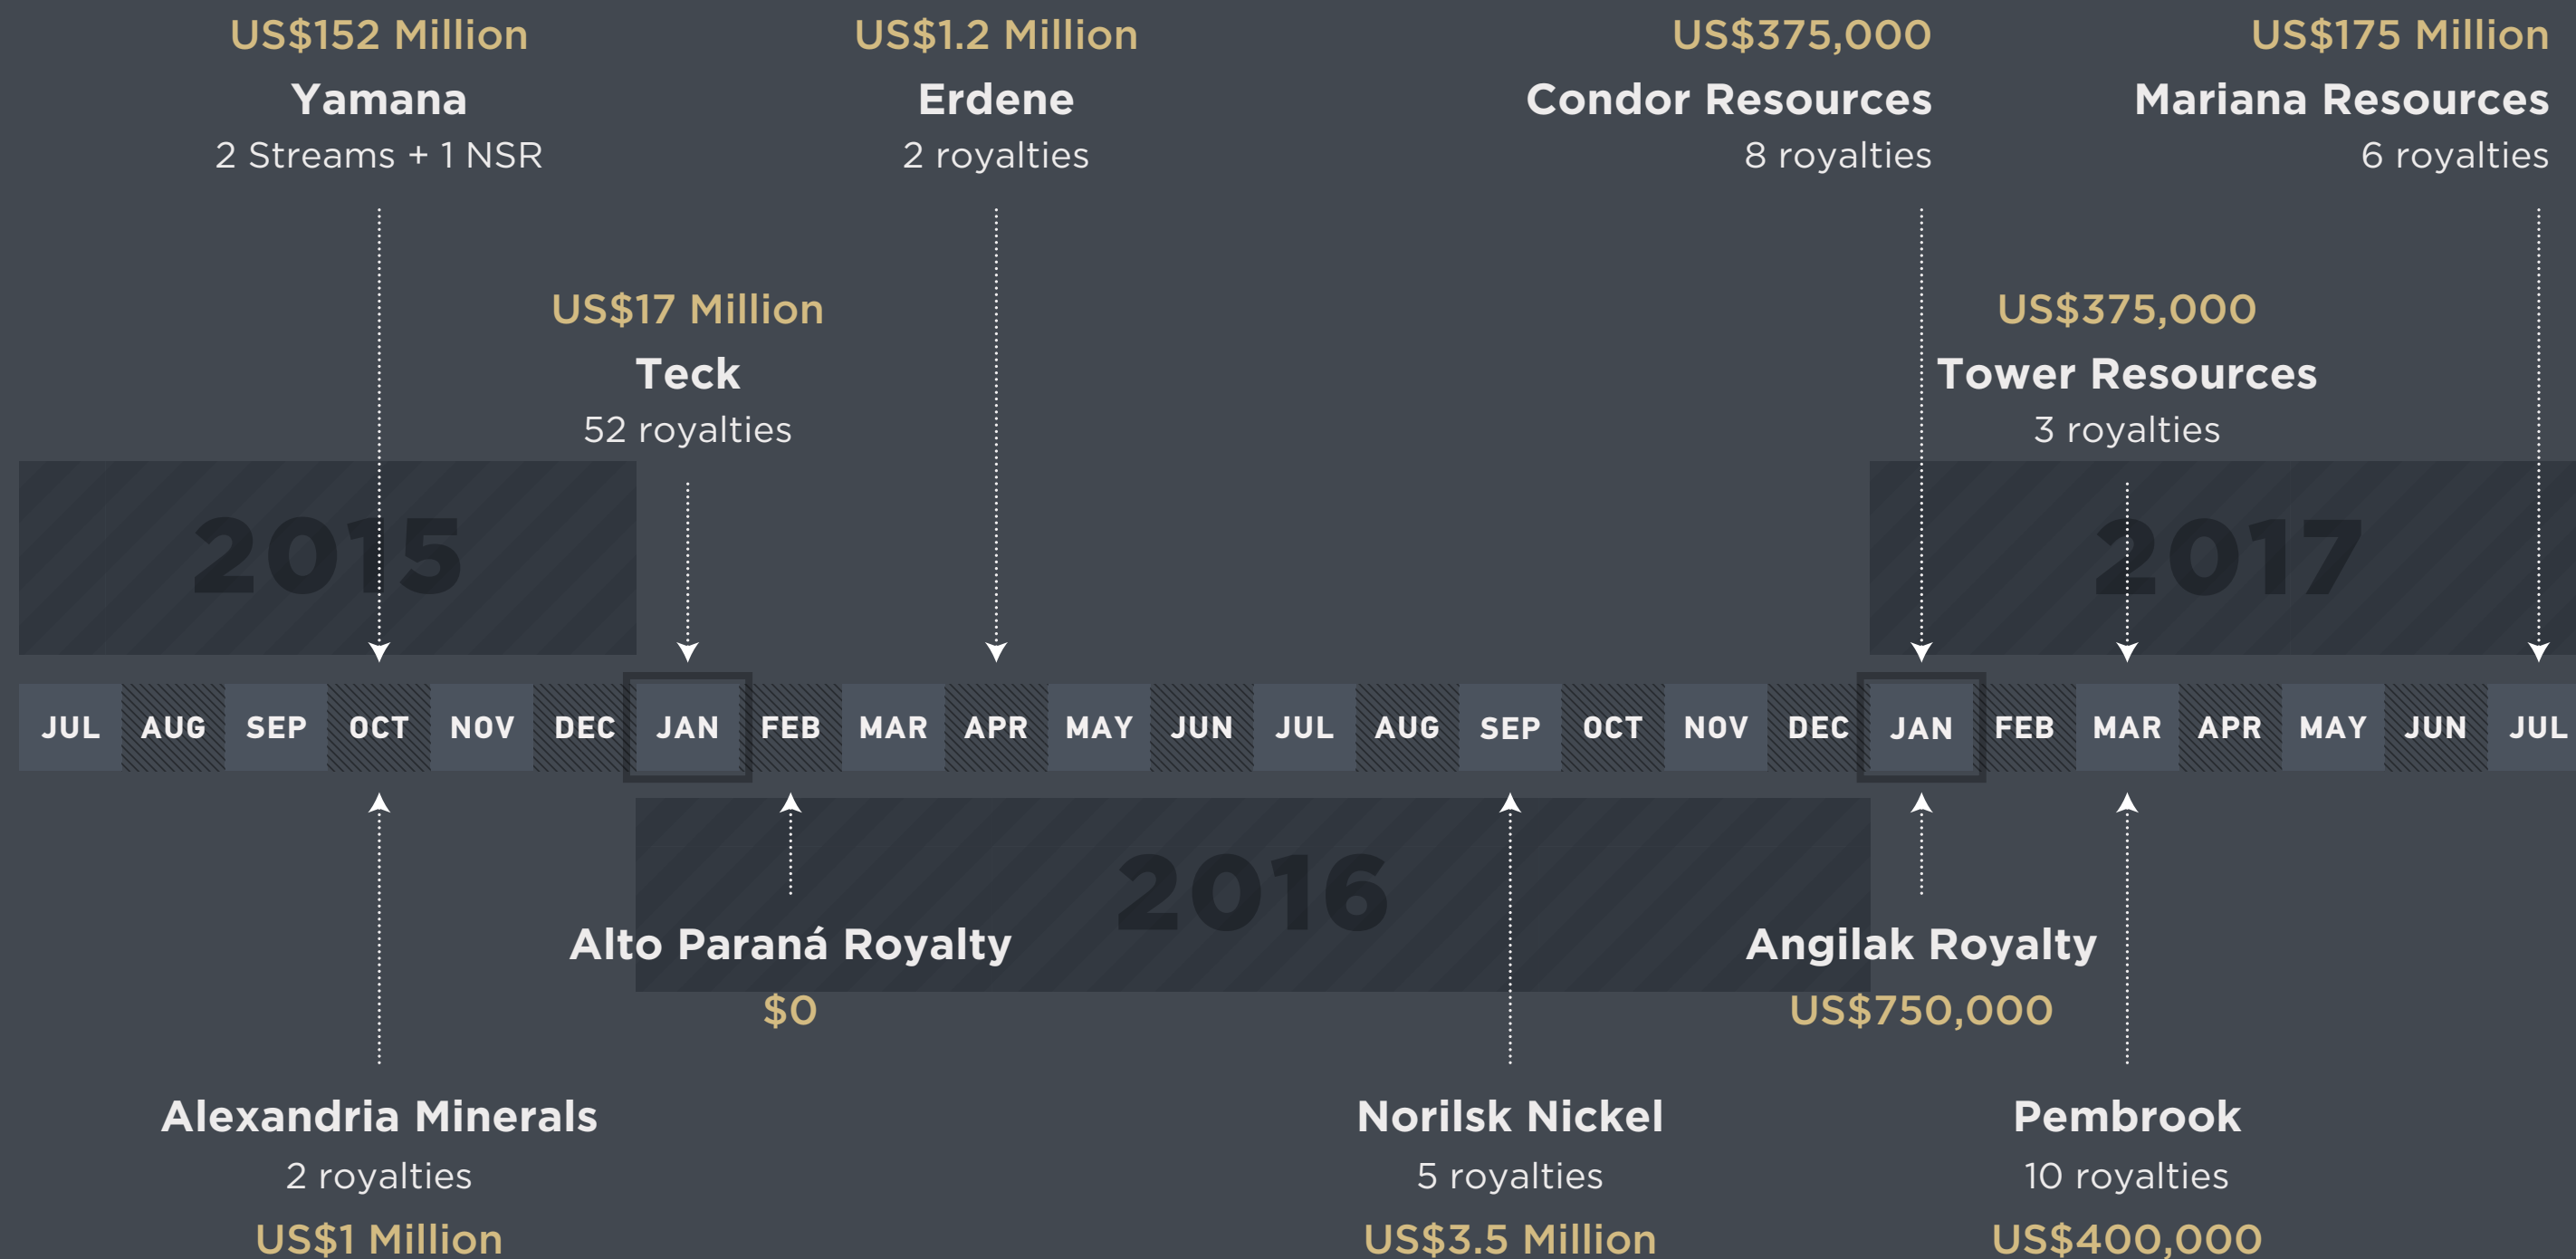 US$152 Million
Yamana
2 Streams + 1 NSR
US$1.2 Million
Erdene
2 royalties
US$375,000
Condor Resources
8 royalties
US$175 Million
Mariana Resources
6 royalties
US$17 Million
Teck
52 royalties
US$375,000
Tower Resources
3 royalties
2015
2017
JUL AUG SEP OCT NOV DEC JAN FEB MAR APR MAY JUN JUL AUG SEP OCT NOV DEC JAN FEB MAR APR MAY JUN JUL
2016
Alto Paraná Royalty
$0
Angilak Royalty
US$750,000
Alexandria Minerals
2 royalties
US$1 Million
Norilsk Nickel
5 royalties
US$3.5 Million
Pembrook
10 royalties
US$400,000